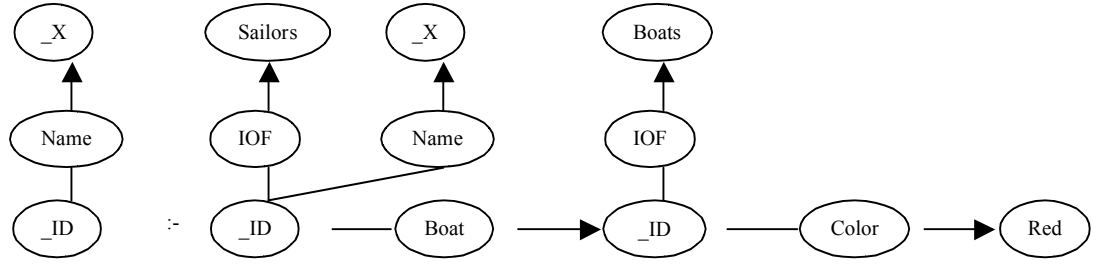 _X Sailors _X Boats
Name IOF Name IOF
_ID :- _ID Boat _ID Color Red